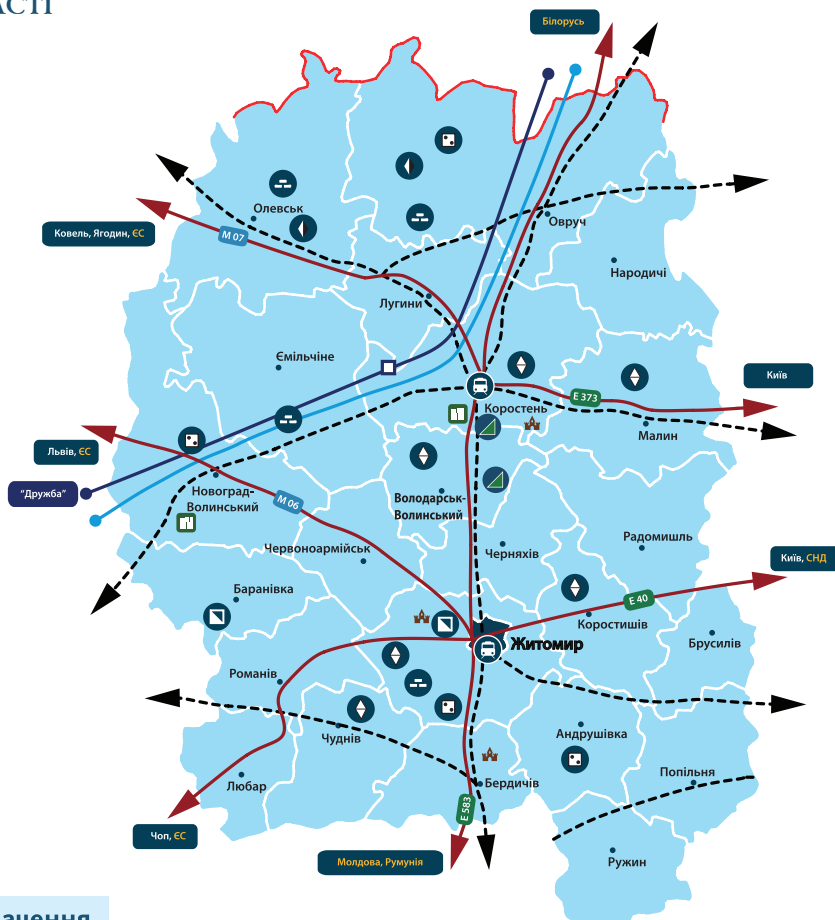 АСТІ
Білорусь
Олевськ
Овруч
Ковель, Ягодин, ЄС
М 07
Народичі
Лугини
Ємільчіне
Київ
Е 373
Коростень
Малин
Львів, ЄС
"Дружба"
Новоград-
Волинський
М 06
Володарськ-
Волинський
Червоноармійськ
Черняхів
Радомишль
Київ, СНД
Баранівка
Е 40
Коростишів
Житомир
Брусилів
Романів
Чуднів
Андрушівка
Любар
Бердичів
Попільня
Е 583
Чоп, ЄС
Молдова, Румунія
Ружин
ачення